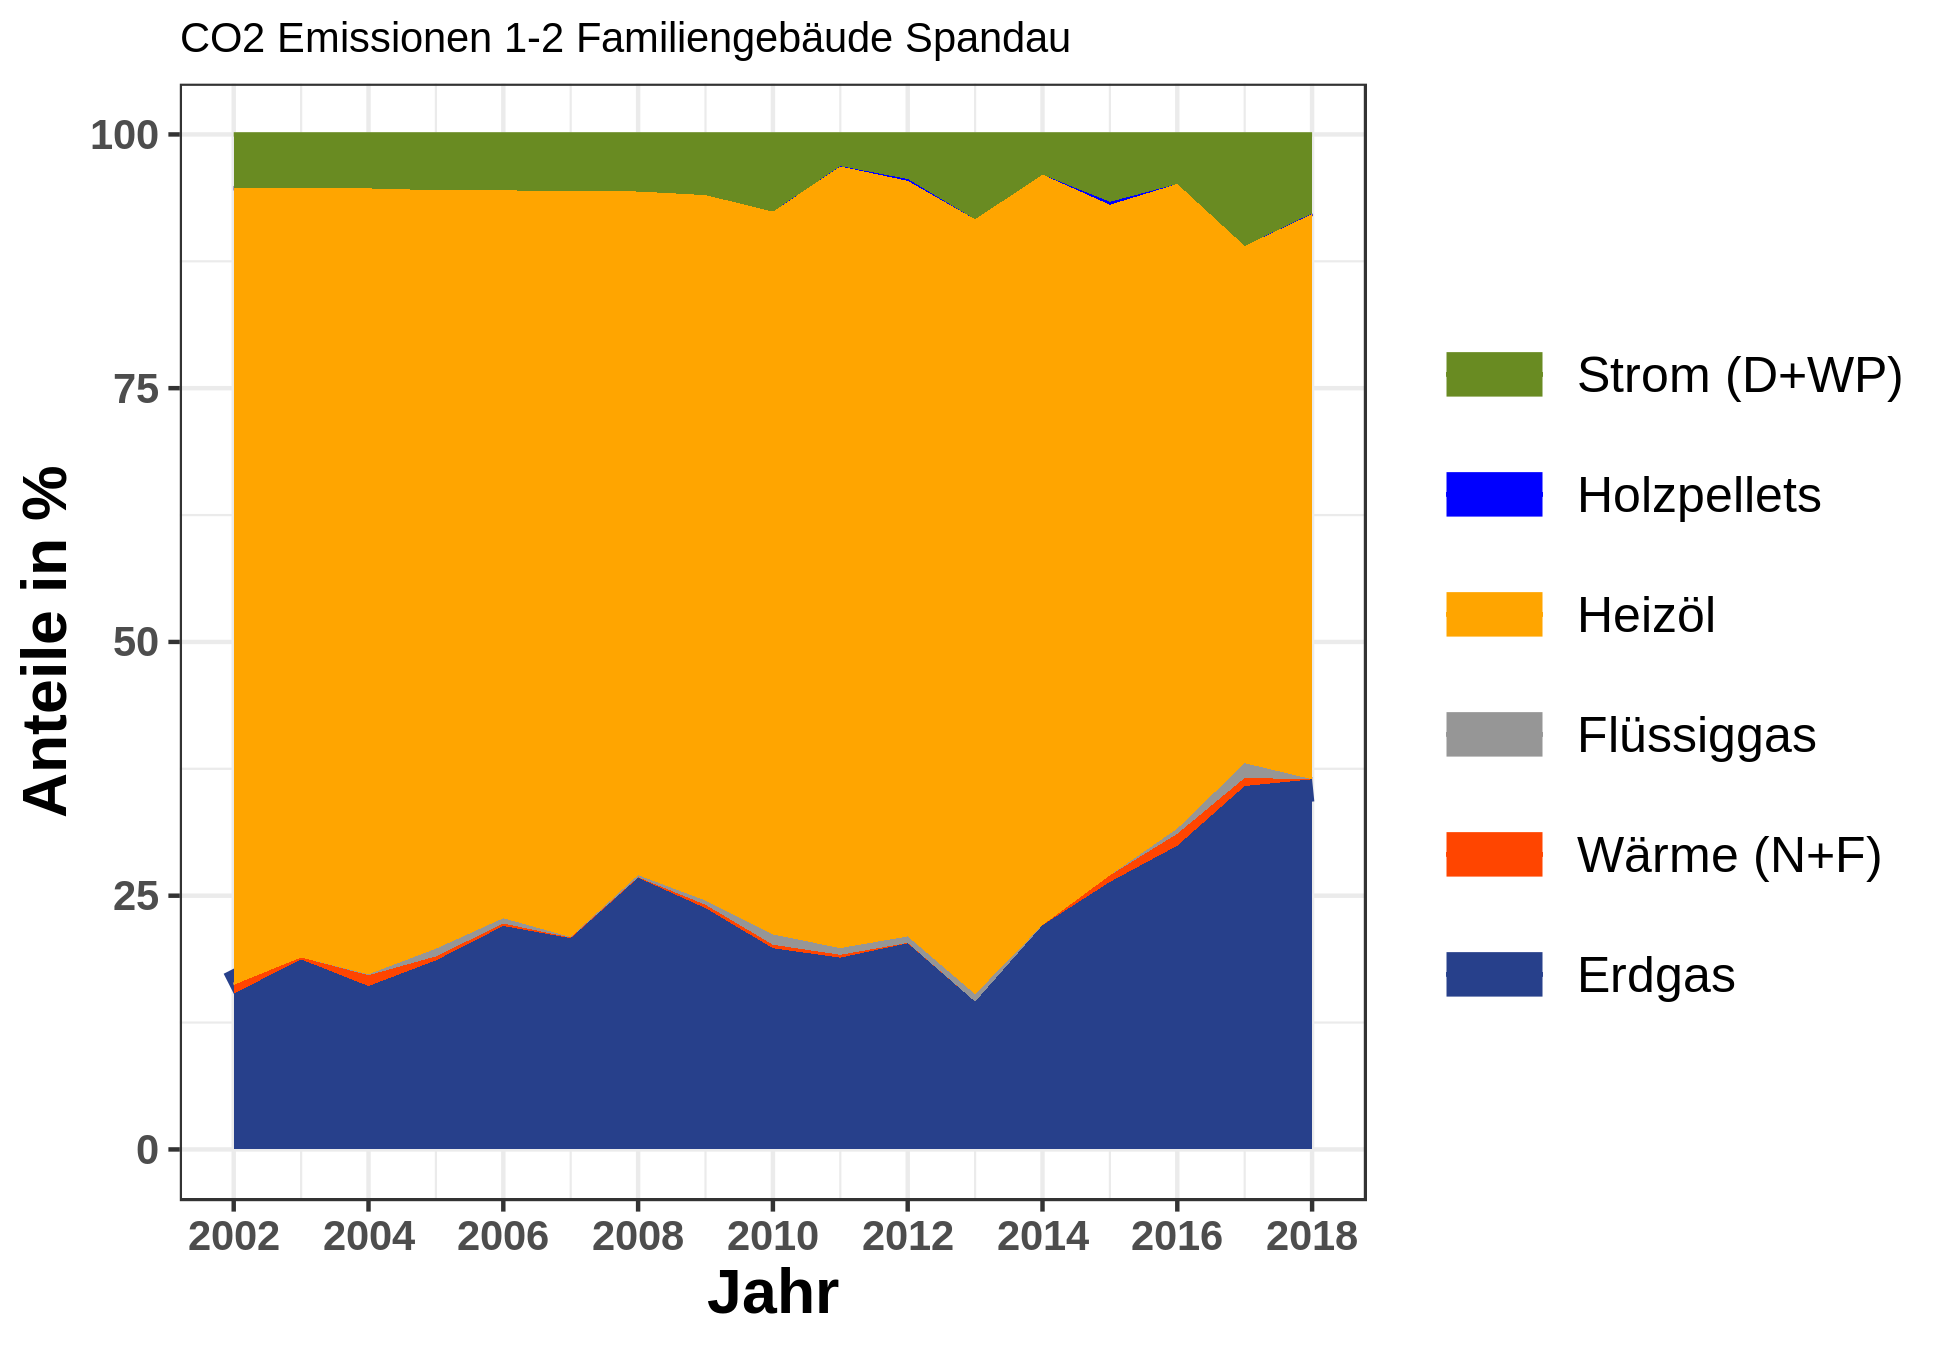 CO2 Emissionen 1-2 Familiengebäude Spandau
Anteile in %
100
75
50
25
0
2002 2004 2006 2008 2010 2012 2014 2016 2018
Jahr
Strom (D+WP)
Holzpellets
Heizöl
Flüssiggas
Wärme (N+F)
Erdgas